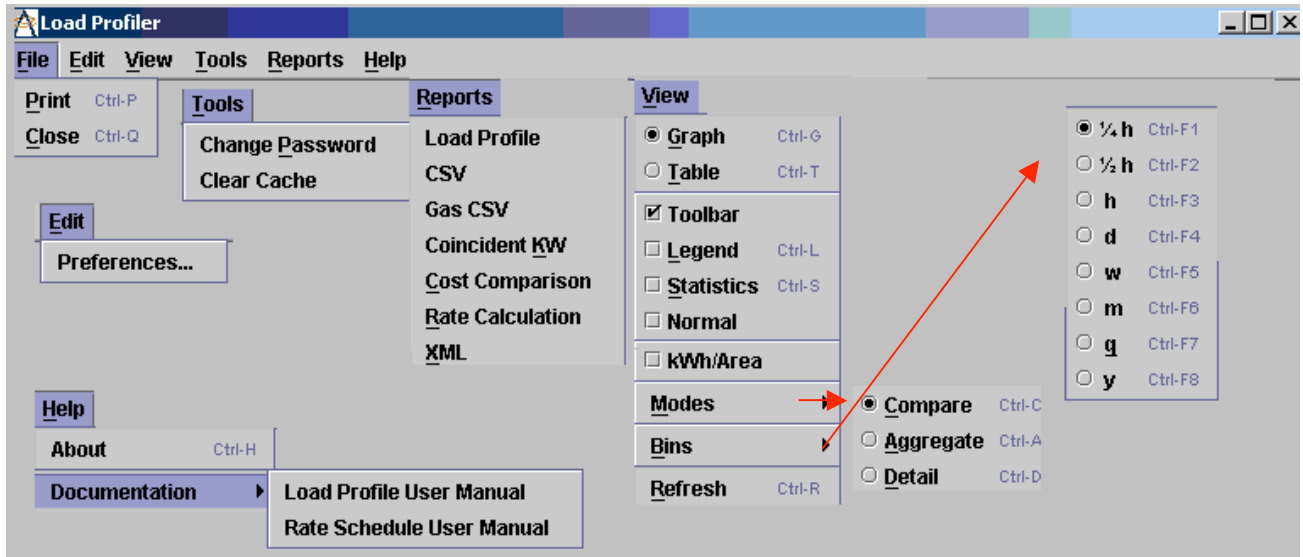 Load Profiler
File Edit View Tools Reports Help
Print Ctrl-P
Close Ctrl-Q
Tools
Change Password
Clear Cache
Edit
Preferences...
Reports
Load Profile
CSV
Gas CSV
Coincident KW
Cost Comparison
Rate Calculation
XML
View
Graph Ctrl-G
Table Ctrl-T
Toolbar
Legend Ctrl-L
Statistics Ctrl-S
Normal
kWh/Area
Modes
Bins
Refresh Ctrl-R
Compare Ctrl-C
Aggregate Ctrl-A
Detail Ctrl-D
¼ h Ctrl-F1
½ h Ctrl-F2
h Ctrl-F3
d Ctrl-F4
w Ctrl-F5
m Ctrl-F6
q Ctrl-F7
y Ctrl-F8
Help
About Ctrl-H
Documentation
Load Profile User Manual
Rate Schedule User Manual